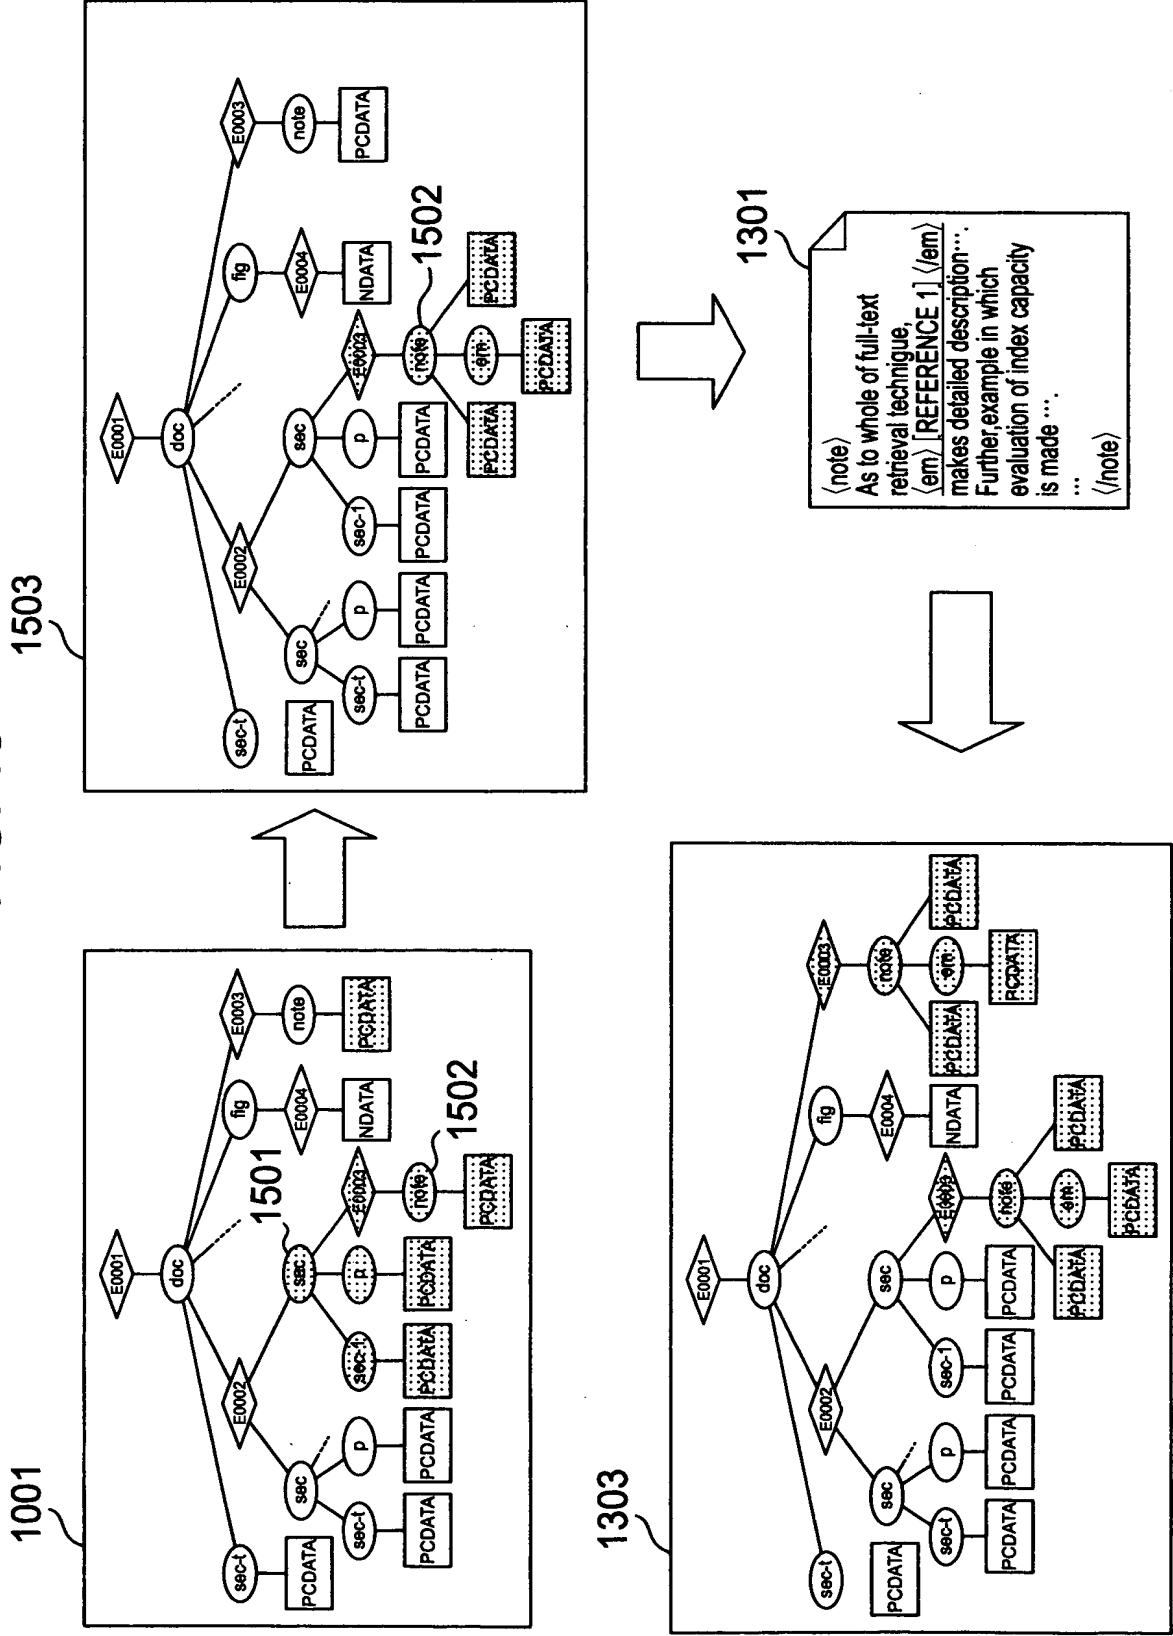 1001
E0001
doc
sec-t E0002 1501 fig E0003
PCDATA sec sec E0004 note
sec-t p sec-1 p E0003 NDATA PCDATA
PCDATA PCDATA PCDATA PCDATA note 1502
PCDATA
1503
E0001
doc
sec-t E0002 fig E0003
PCDATA sec sec E0004 note
sec-t p sec-1 p E0003 NDATA PCDATA
PCDATA PCDATA PCDATA PCDATA note 1502
em
PCDATA PCDATA PCDATA
PCDATA
1303
E0001
doc
sec-t E0002 fig E0003
PCDATA sec sec E0004 note
sec-t p sec-1 p E0003 NDATA PCDATA em PCDATA
PCDATA PCDATA PCDATA PCDATA note PCDATA
PCDATA em PCDATA
PCDATA
1301
〈note〉
As to whole of full-text
retrieval technigue,
〈em〉[REFERENCE 1]〈/em〉
makes detailed description….
Further,example in which
evaluation of index capacity
is made ….
…
〈/note〉